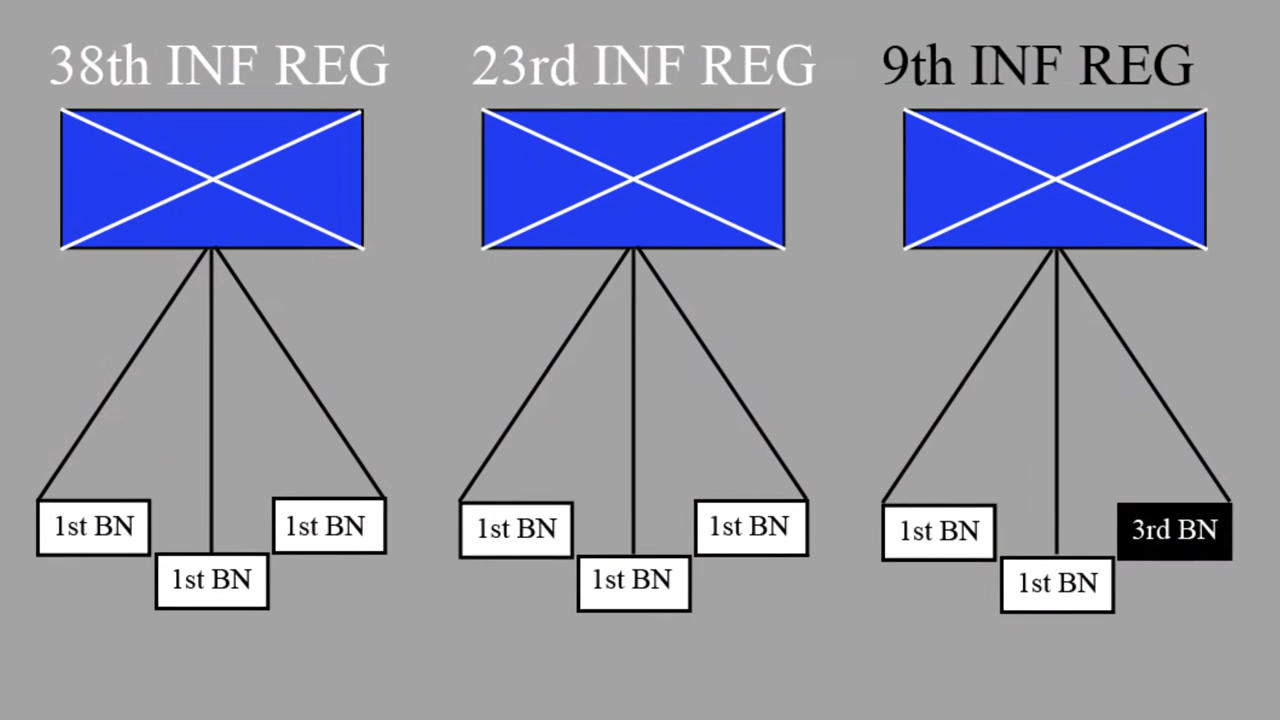 38th INF REG
23rd INF REG
9th INF REG
1st BN
1st BN
1st BN
1st BN
1st BN
1st BN
1st BN
1st BN
3rd BN